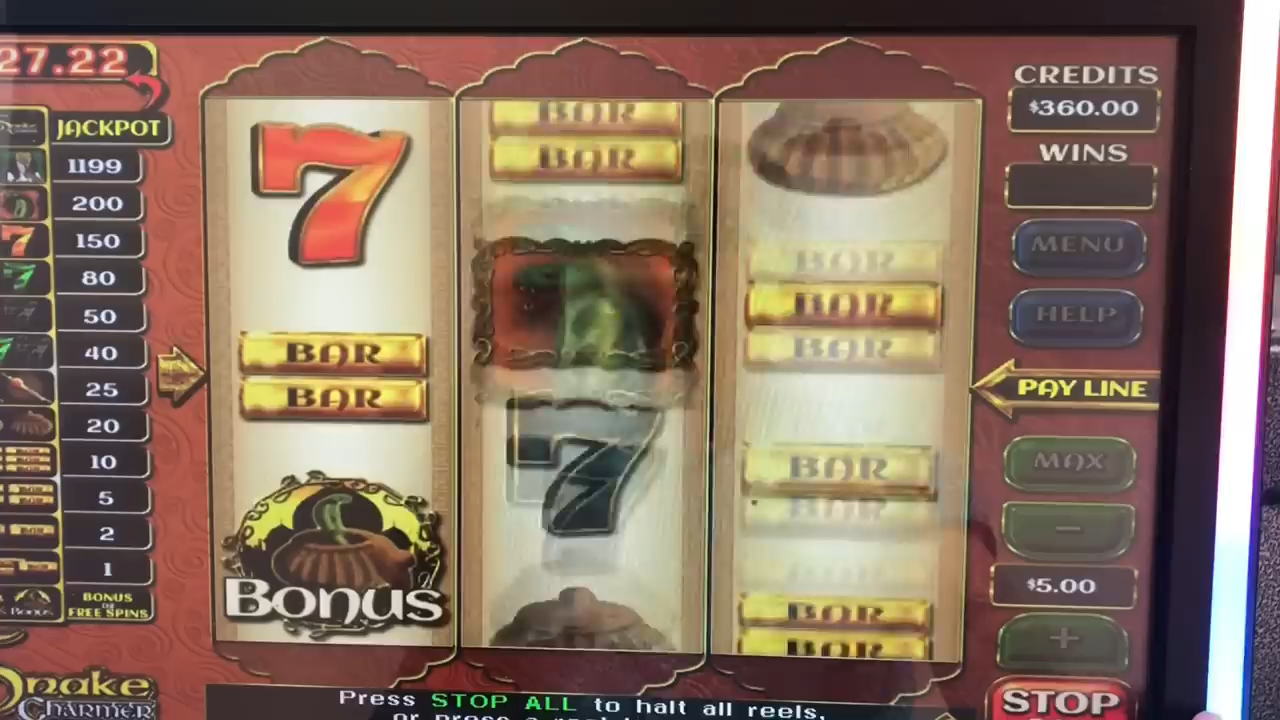 27.22
JACKPOT
1199
200
150
80
50
40
25
20
10
5
2
1
BONUS
OR
FREE SPINS
Snake
CHARMER
BAR
BAR
Bonus
BAR
BAR
BAR
BAR
BAR
BAR
BAR
BAR
BAR
CREDITS
$360.00
WINS
MENU
HELP
PAY LINE
MAX
-
$5.00
+
STOP
Press STOP ALL to halt all reels,